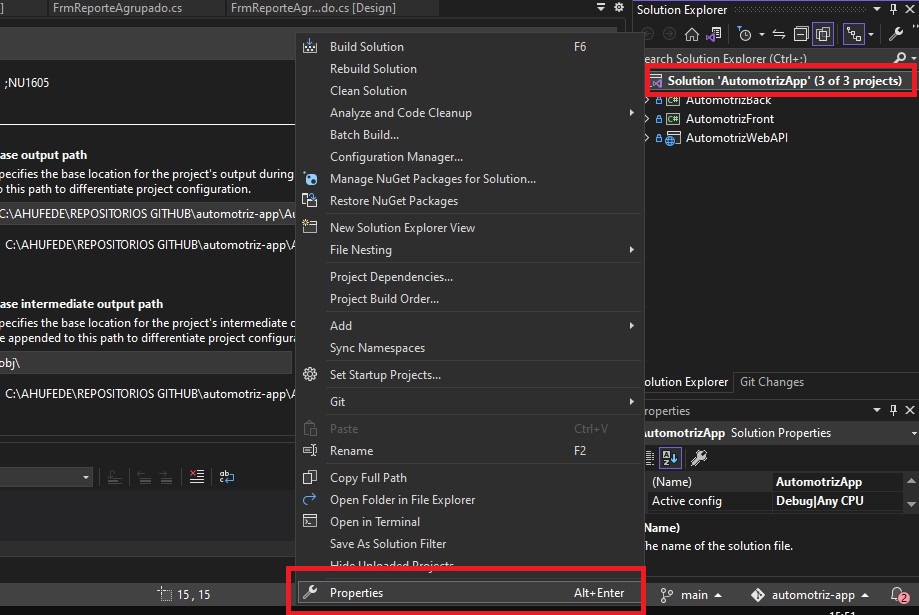 ]
FrmReporteAgrupado.cs
FrmReporteAgr...do.cs [Design]
;NU1605
ase output path
specifies the base location for the project's output during
o this path to differentiate project configuration.
C:\AHUFEDE\REPOSITORIOS GITHUB\automotriz-app\Au
C:\AHUFEDE\REPOSITORIOS GITHUB\automotriz-app\A
ase intermediate output path
pecifies the base location for the project's intermediate o
e appended to this path to differentiate project configura
obj\
C:\AHUFEDE\REPOSITORIOS GITHUB\automotriz-app\A
15 , 15
Build Solution F6
Rebuild Solution
Clean Solution
Analyze and Code Cleanup
Batch Build...
Configuration Manager...
Manage NuGet Packages for Solution...
Restore NuGet Packages
New Solution Explorer View
File Nesting
Project Dependencies...
Project Build Order...
Add
Sync Namespaces
Set Startup Projects...
Git
Paste Ctrl+V
Rename F2
Copy Full Path
Open Folder in File Explorer
Open in Terminal
Save As Solution Filter
Hide Unloaded Projects
Properties Alt+Enter
Solution Explorer
earch Solution Explorer (Ctrl+;)
Solution 'AutomotrizApp' (3 of 3 projects)
C# AutomotrizBack
C# AutomotrizFront
AutomotrizWebAPI
olution Explorer
Git Changes
roperties
utomotrizApp Solution Properties
(Name) AutomotrizApp
Active config Debug|Any CPU
Name)
he name of the solution file.
main
automotriz-app
2
15:51